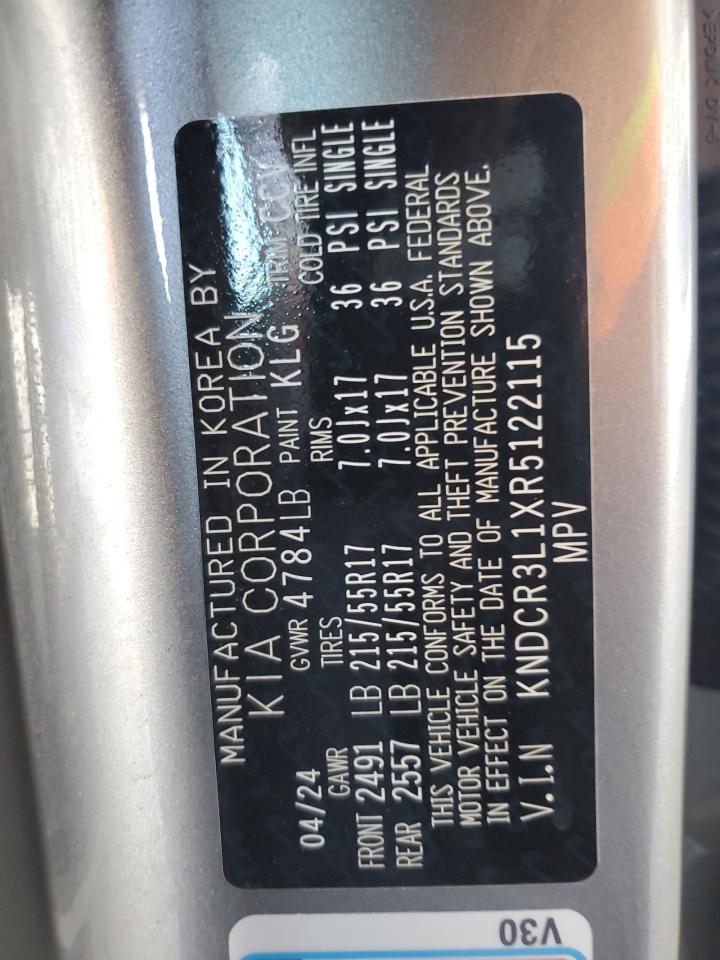 MANUFACTURED IN KOREA BY
KIA CORPORATION
04/24 GVWR 4784LB PAINT KLG TRM CCV
GAWR TIRES RIMS COLD TIRE INFL
FRONT 2491 LB 215/55R17 7.0Jx17 36 PSI SINGLE
REAR 2557 LB 215/55R17 7.0Jx17 36 PSI SINGLE
THIS VEHICLE CONFORMS TO ALL APPLICABLE U.S.A. FEDERAL
MOTOR VEHICLE SAFETY AND THEFT PREVENTION STANDARDS
IN EFFECT ON THE DATE OF MANUFACTURE SHOWN ABOVE.
V.I.N KNDCR3L1XR5122115
MPV
V30